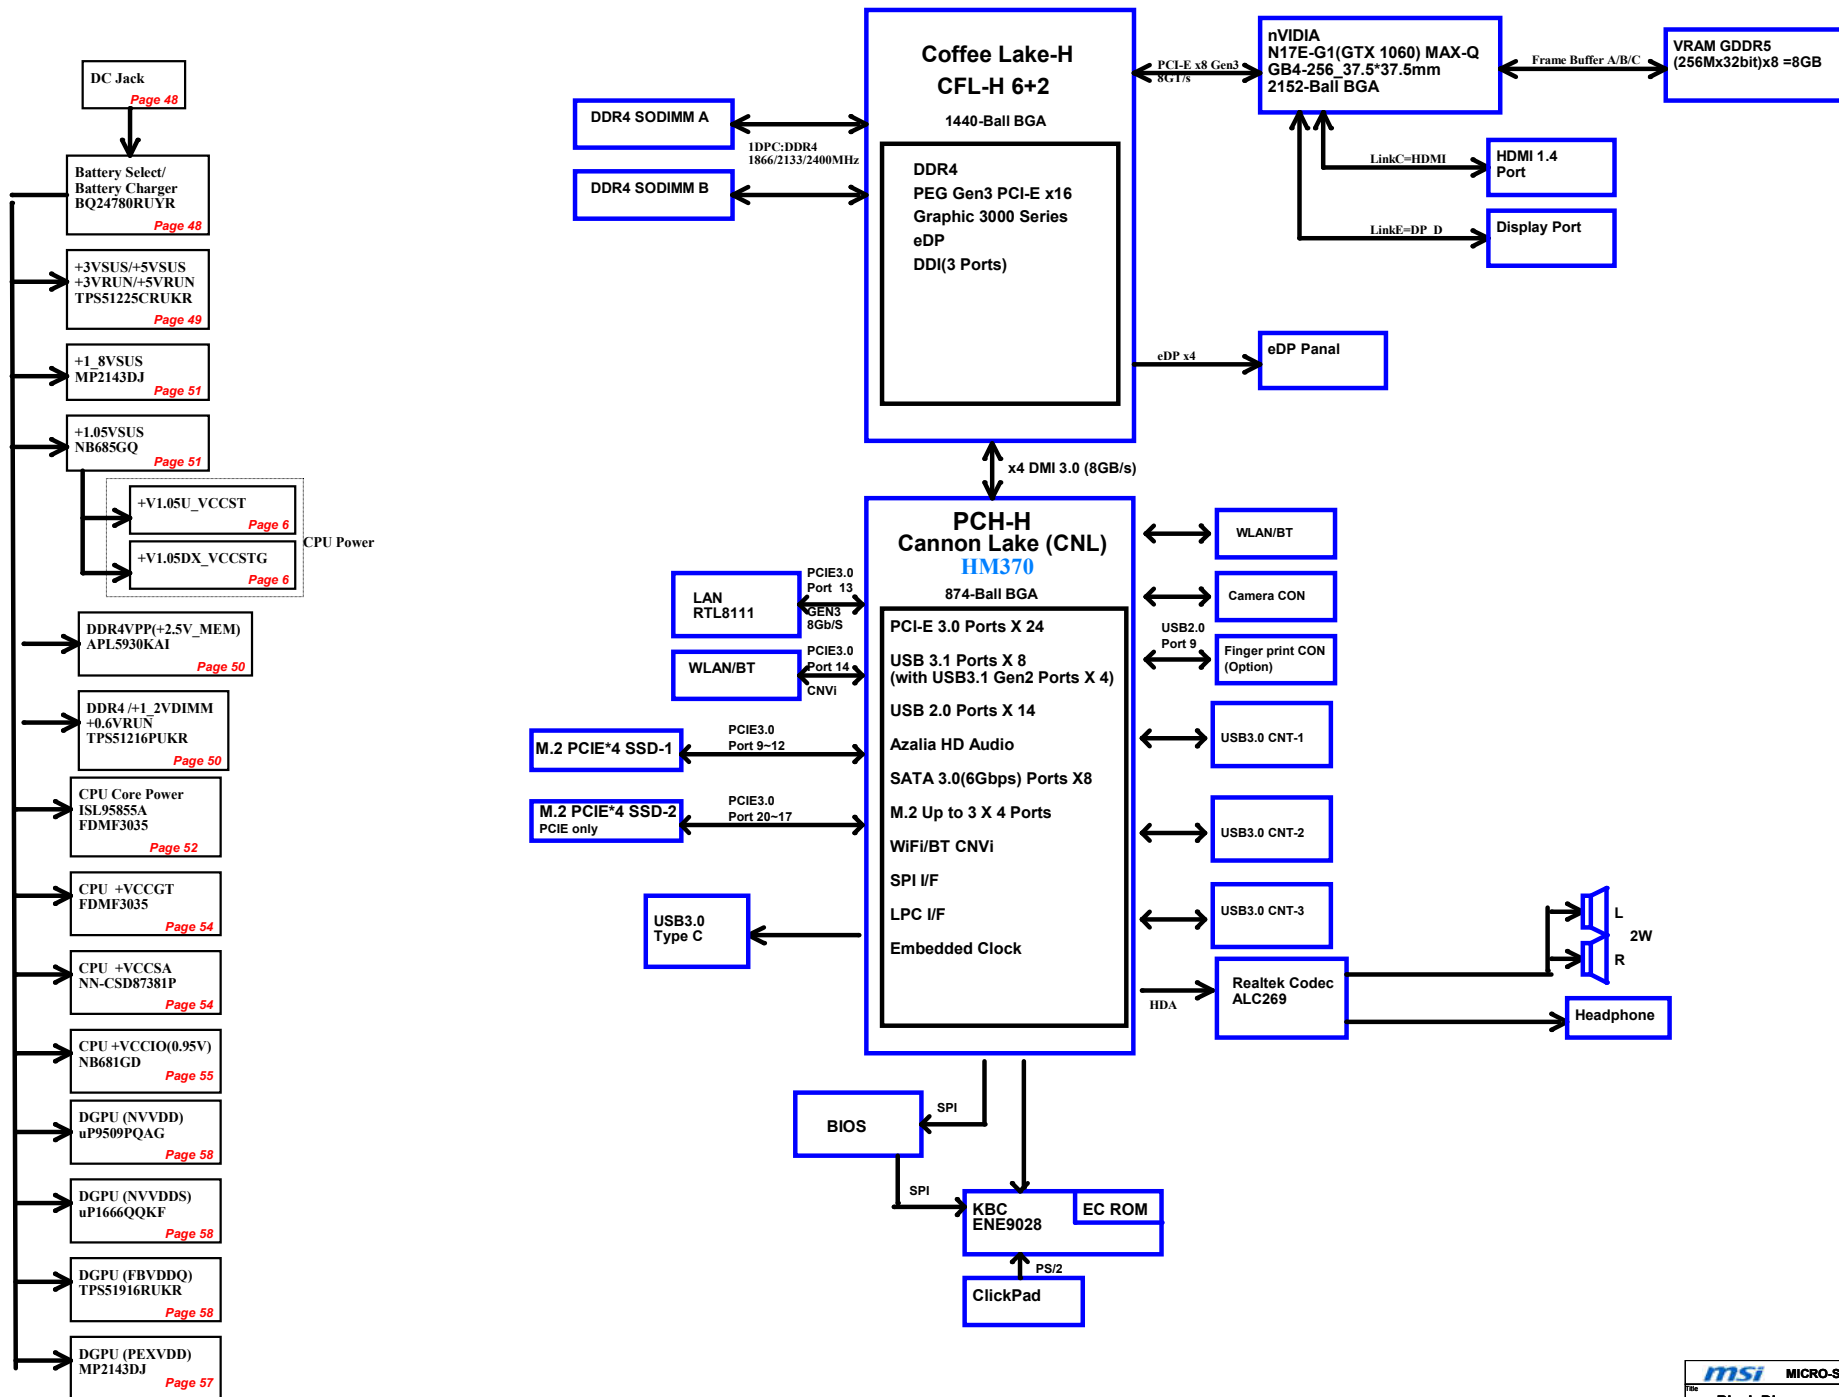 DC Jack
Page 48
Battery Select/
Battery Charger
BQ24780RUYR
Page 48
+3VSUS/+5VSUS
+3VRUN/+5VRUN
TPS51225CRUKR
Page 49
+1_8VSUS
MP2143DJ
Page 51
+1.05VSUS
NB685GQ
Page 51
+V1.05U_VCCST
Page 6
+V1.05DX_VCCSTG
Page 6
CPU Power
DDR4VPP(+2.5V_MEM)
APL5930KAI
Page 50
DDR4 /+1_2VDIMM
+0.6VRUN
TPS51216PUKR
Page 50
CPU Core Power
ISL95855A
FDMF3035
Page 52
CPU +VCCGT
FDMF3035
Page 54
CPU +VCCSA
NN-CSD87381P
Page 54
CPU +VCCIO(0.95V)
NB681GD
Page 55
DGPU (NVVDD)
uP9509PQAG
Page 58
DGPU (NVVDDS)
uP1666QQKF
Page 58
DGPU (FBVDDQ)
TPS51916RUKR
Page 58
DGPU (PEXVDD)
MP2143DJ
Page 57
DDR4 SODIMM A
1DPC:DDR4
1866/2133/2400MHz
DDR4 SODIMM B
Coffee Lake-H
CFL-H 6+2
1440-Ball BGA
DDR4
PEG Gen3 PCI-E x16
Graphic 3000 Series
eDP
DDI(3 Ports)
PCI-E x8 Gen3
8GT/s
nVIDIA
N17E-G1(GTX 1060) MAX-Q
GB4-256_37.5*37.5mm
2152-Ball BGA
Frame Buffer A/B/C
VRAM GDDR5
(256Mx32bit)x8 =8GB
LinkC=HDMI
HDMI 1.4
Port
LinkE=DP_D
Display Port
eDP x4
eDP Panal
x4 DMI 3.0 (8GB/s)
PCH-H
Cannon Lake (CNL)
HM370
874-Ball BGA
PCI-E 3.0 Ports X 24
USB 3.1 Ports X 8
(with USB3.1 Gen2 Ports X 4)
USB 2.0 Ports X 14
Azalia HD Audio
SATA 3.0(6Gbps) Ports X8
M.2 Up to 3 X 4 Ports
WiFi/BT CNVi
SPI I/F
LPC I/F
Embedded Clock
LAN
RTL8111
PCIE3.0
Port 13
GEN3
8Gb/S
WLAN/BT
PCIE3.0
Port 14
CNVi
M.2 PCIE*4 SSD-1
PCIE3.0
Port 9~12
M.2 PCIE*4 SSD-2
PCIE only
PCIE3.0
Port 20~17
USB3.0
Type C
WLAN/BT
Camera CON
USB2.0
Port 9
Finger print CON
(Option)
USB3.0 CNT-1
USB3.0 CNT-2
USB3.0 CNT-3
HDA
Realtek Codec
ALC269
L
2W
R
Headphone
BIOS
SPI
SPI
KBC
ENE9028
EC ROM
PS/2
ClickPad
msi MICRO-S
Title